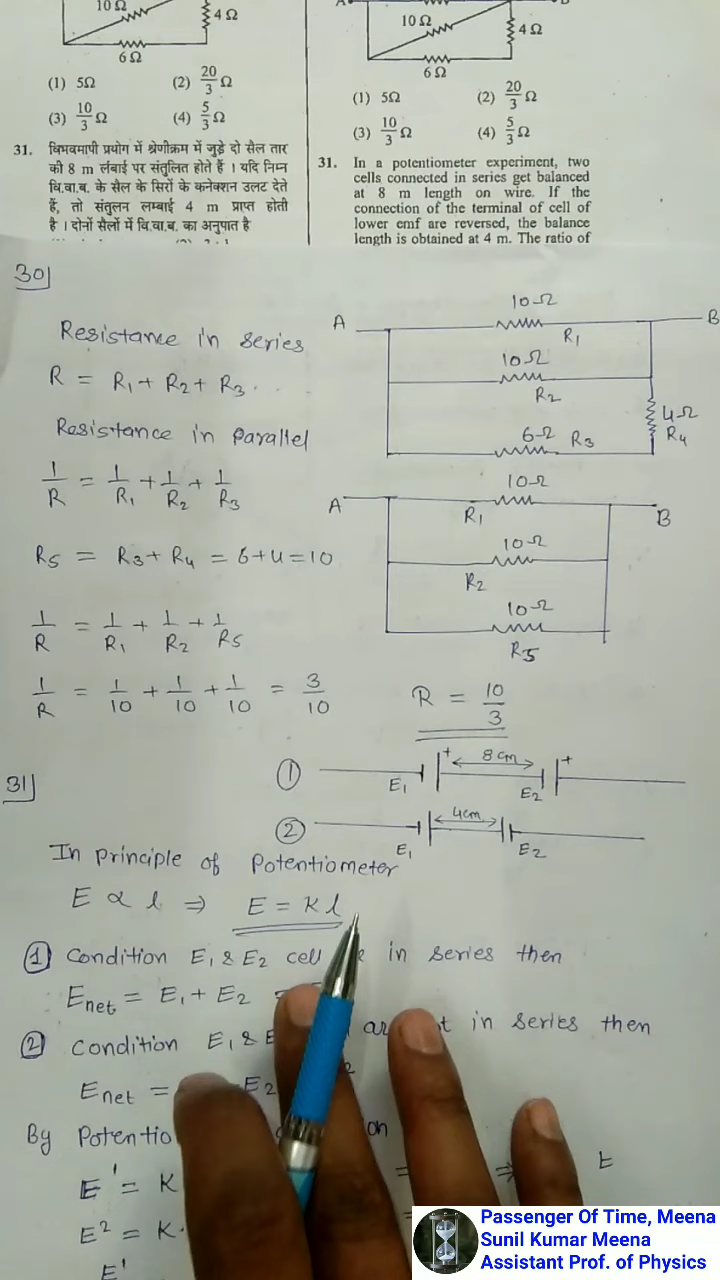 10 Ω
4 Ω
6 Ω
(1) 5Ω (2) 20/3 Ω
(3) 10/3 Ω (4) 5/3 Ω
31. विभवमापी प्रयोग में श्रेणीक्रम में जुड़े दो सैल तार
की 8 m लंबाई पर संतुलित होते हैं । यदि निम्न
वि.वा.ब. के सैल के सिरों के कनेक्शन उलट देते
हैं, तो संतुलन लम्बाई 4 m प्राप्त होती
है । दोनों सैलों में वि.वा.ब. का अनुपात है
10 Ω
4 Ω
6 Ω
(1) 5Ω (2) 20/3 Ω
(3) 10/3 Ω (4) 5/3 Ω
31. In a potentiometer experiment, two
cells connected in series get balanced
at 8 m length on wire. If the
connection of the terminal of cell of
lower emf are reversed, the balance
length is obtained at 4 m. The ratio of
30
Resistance in series
R = R1 + R2 + R3 ..
Resistance in Parallel
1/R = 1/R1 + 1/R2 + 1/R3
R5 = R3 + R4 = 6+4 = 10
1/R = 1/R1 + 1/R2 + 1/R5
1/R = 1/10 + 1/10 + 1/10 = 3/10
R = 10/3
A 10Ω B
R1
10Ω
R2
6Ω R3
4Ω
R4
A 10Ω B
R1
10Ω
R2
10Ω
R5
31
① E1 + 8cm E2 +
② E1 4cm E2
In principle of Potentiometer
E ∝ l ⇒ E = Kl
① Condition E1 & E2 cell in series then
Enet = E1 + E2 =
② Condition E1 & in series then
Enet = E2
By Potentio
E' = K
= ⇒ E
E² = K.
E'
Passenger Of Time, Meena
Sunil Kumar Meena
Assistant Prof. of Physics